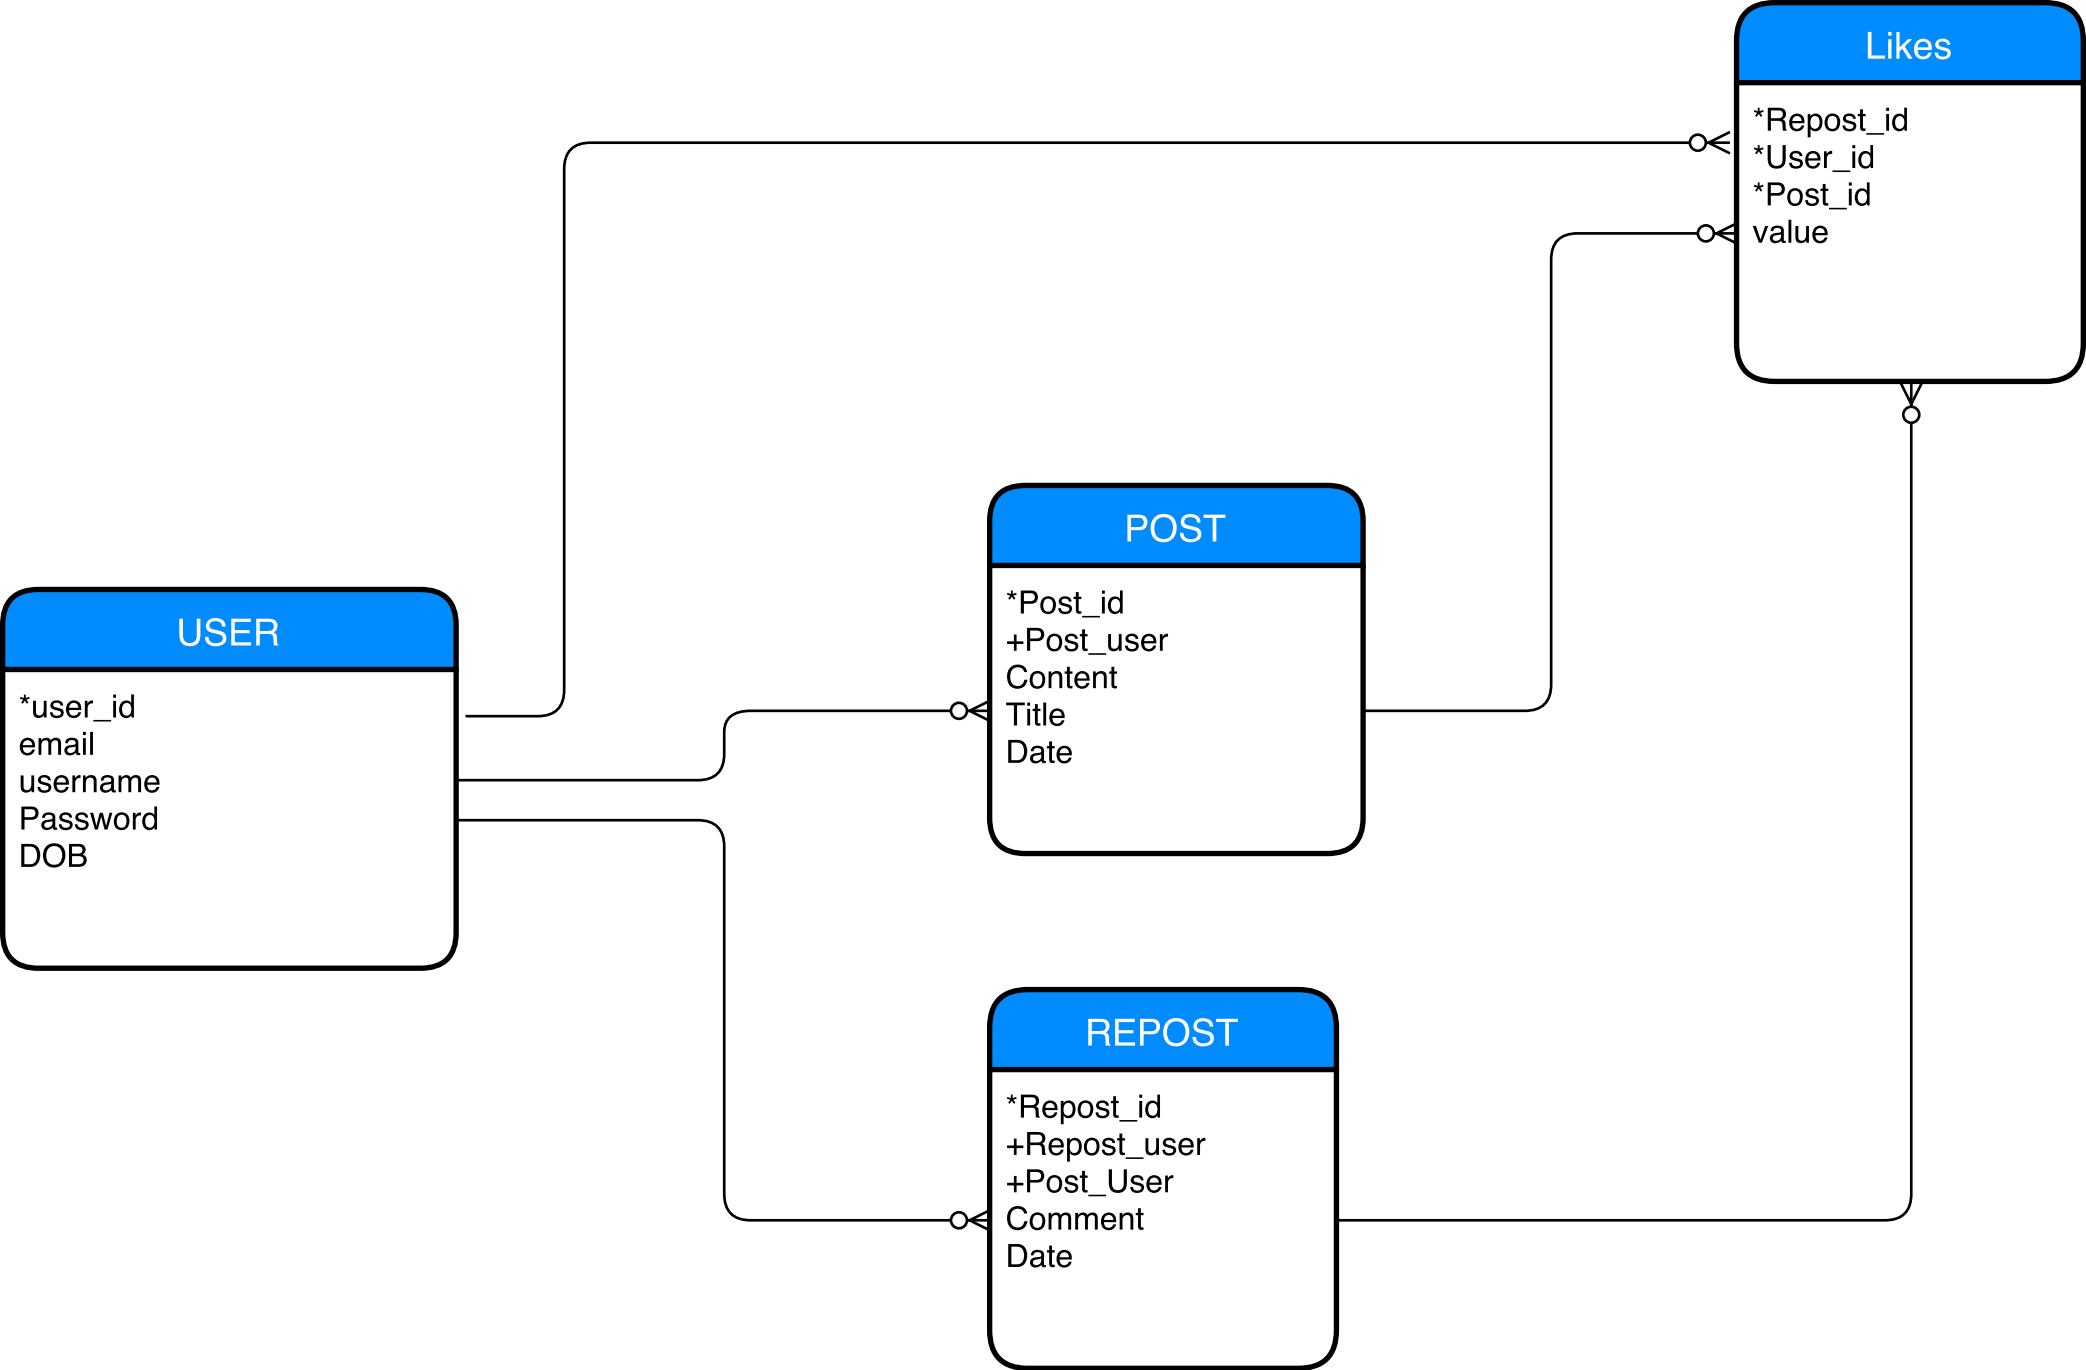 Likes
*Repost_id
*User_id
*Post_id
value
POST
*Post_id
+Post_user
Content
Title
Date
USER
*user_id
email
username
Password
DOB
REPOST
*Repost_id
+Repost_user
+Post_User
Comment
Date